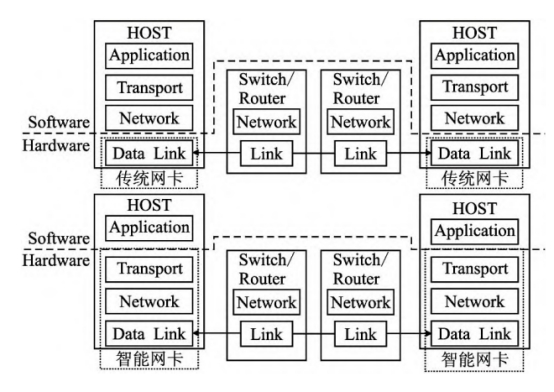 HOST
Application
Transport
Network
Data Link
传统网卡
Software
Hardware
Switch/
Router
Network
Link
Switch/
Router
Network
Link
HOST
Application
Transport
Network
Data Link
传统网卡
HOST
Application
Transport
Network
Data Link
智能网卡
Software
Hardware
Switch/
Router
Network
Link
Switch/
Router
Network
Link
HOST
Application
Transport
Network
Data Link
智能网卡